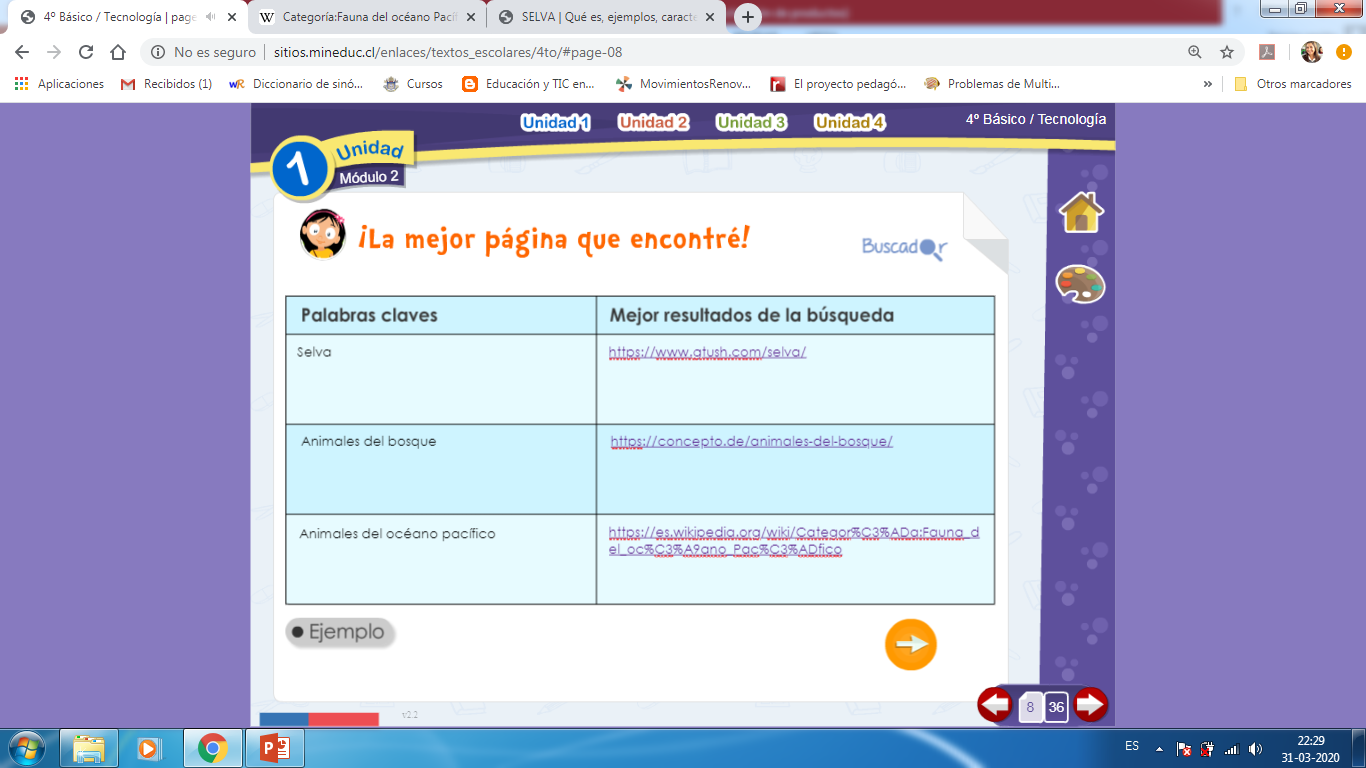 4º Básico / Tecnología | page
Categoría:Fauna del océano Pacíf
SELVA | Qué es, ejemplos, caracte
No es seguro | sitios.mineduc.cl/enlaces/textos_escolares/4to/#page-08
Aplicaciones
Recibidos (1)
Diccionario de sinó...
Cursos
Educación y TIC en...
MovimientosRenov...
El proyecto pedagó...
Problemas de Multi...
»
Otros marcadores
Unidad 1
Unidad 2
Unidad 3
Unidad 4
4º Básico / Tecnología
1
Unidad
Módulo 2
¡La mejor página que encontré!
Buscador
Palabras claves
Mejor resultados de la búsqueda
Selva
https://www.gtush.com/selva/
Animales del bosque
https://concepto.de/animales-del-bosque/
Animales del océano pacífico
https://es.wikipedia.org/wiki/Categor%C3%ADa:Fauna_d
el_oc%C3%A9ano_Pac%C3%ADfico
Ejemplo
8
36
v2.2
ES
22:29
31-03-2020